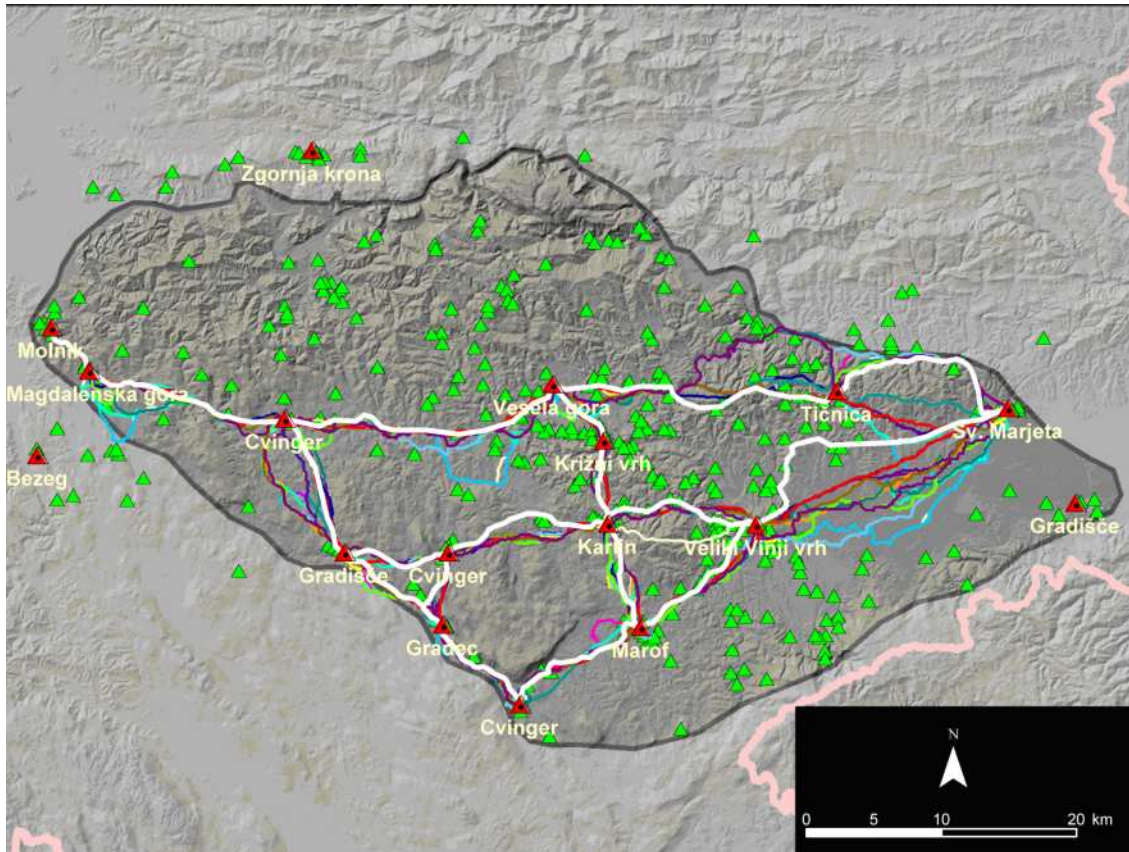 Zgornja krona
Molnik
Magdalenska gora
Vesela gora
Tičnica
Cvinger
Sv. Marjeta
Križni vrh
Bezeg
Gradišče
Karlin
Veliki Vinji vrh
Gradišče
Cvinger
Gradec
Marof
Cvinger
N
0 5 10 20 km